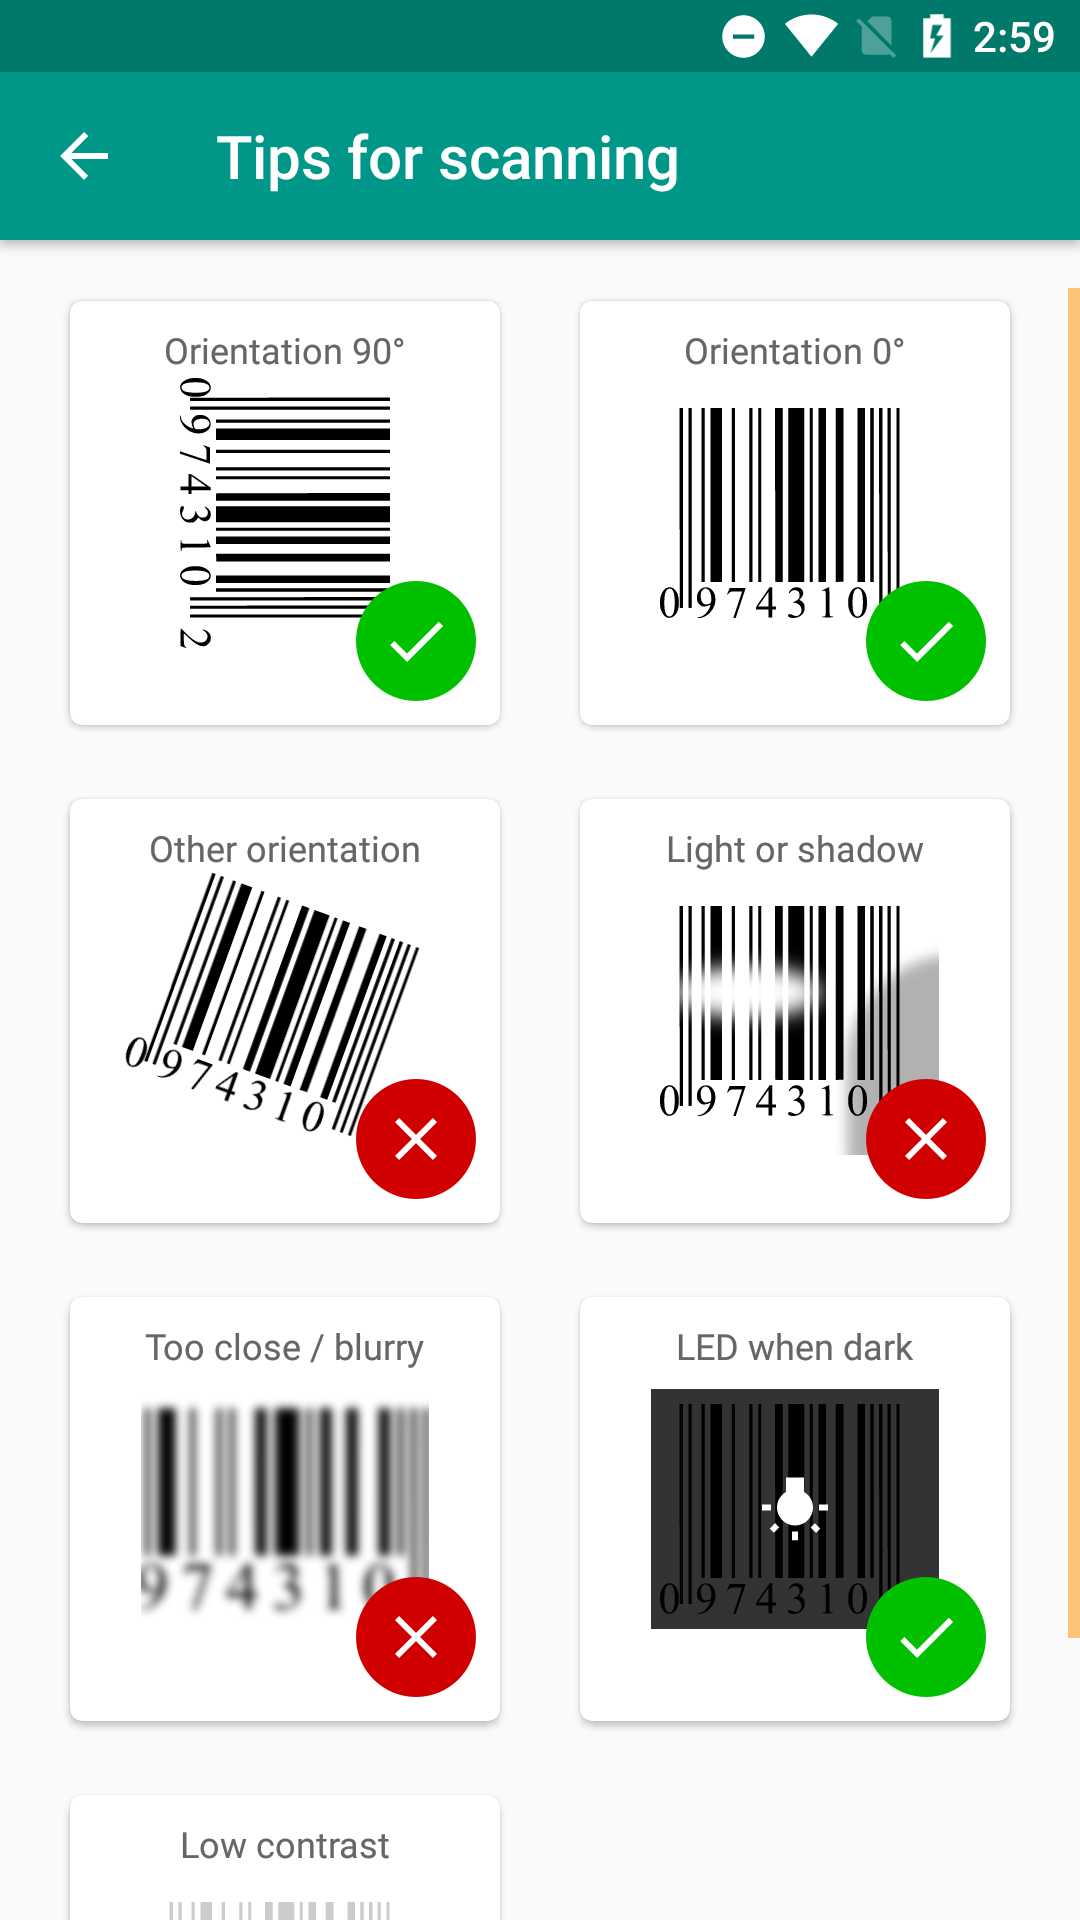 2:59
Tips for scanning
Orientation 90°
0 974310 2
Orientation 0°
0 974310
Other orientation
0 974310
Light or shadow
0 974310
Too close / blurry
974310
LED when dark
0 974310
Low contrast